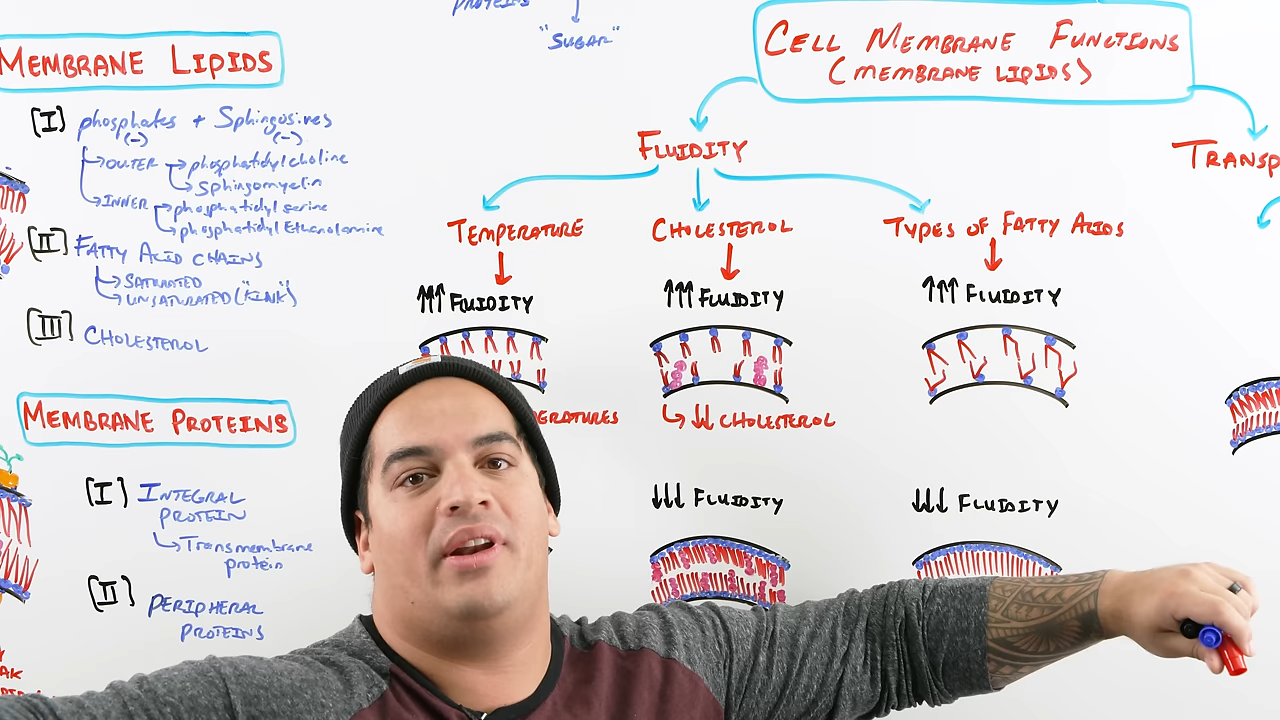 PROTEINS
"SUGAR"
MEMBRANE LIPIDS
[I] phosphates + Sphingosines
(-) (-)
OUTER phosphatidylcholine
Sphingomyelin
INNER phosphatidyl serine
phosphatidyl Ethanolamine
[II] FATTY ACID CHAINS
SATURATED
UNSATURATED ("KINK")
[III] CHOLESTEROL
MEMBRANE PROTEINS
[I] INTEGRAL
PROTEIN
Transmembrane
protein
[II] PERIPHERAL
PROTEINS
CELL MEMBRANE FUNCTIONS
(MEMBRANE LIPIDS)
FLUIDITY
TRANSP
TEMPERATURE
↑↑↑ FLUIDITY
ERATURES
CHOLESTEROL
↑↑↑ FLUIDITY
↳ ↓↓ CHOLESTEROL
↓↓↓ FLUIDITY
TYPES OF FATTY ACIDS
↑↑↑ FLUIDITY
↓↓↓ FLUIDITY